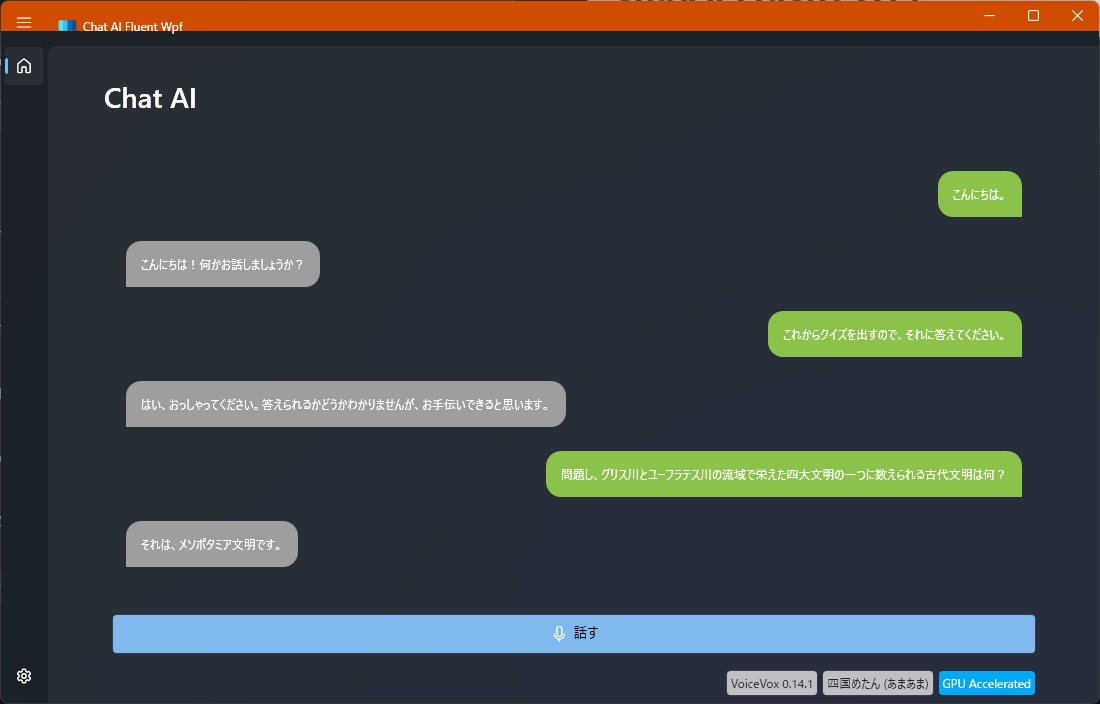 Chat AI Fluent Wpf
Chat AI
こんにちは。
こんにちは！何かお話しましょうか？
これからクイズを出すので、それに答えてください。
はい、おっしゃってください。答えられるかどうかわかりませんが、お手伝いできると思います。
問題し、グリス川とユーフラテス川の流域で栄えた四大文明の一つに数えられる古代文明は何？
それは、メソポタミア文明です。
話す
VoiceVox 0.14.1
四国めたん (あまあま)
GPU Accelerated